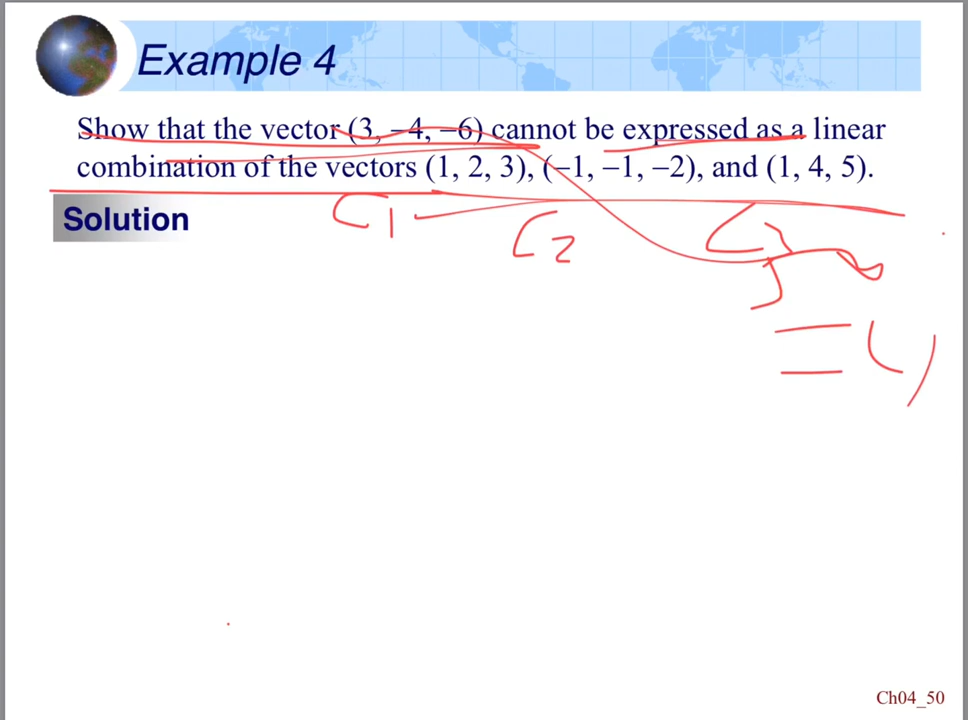 Example 4
Show that the vector (3, −4, −6) cannot be expressed as a linear
combination of the vectors (1, 2, 3), (−1, −1, −2), and (1, 4, 5).
Solution
C1 C2 C3
= ( )
Ch04_50